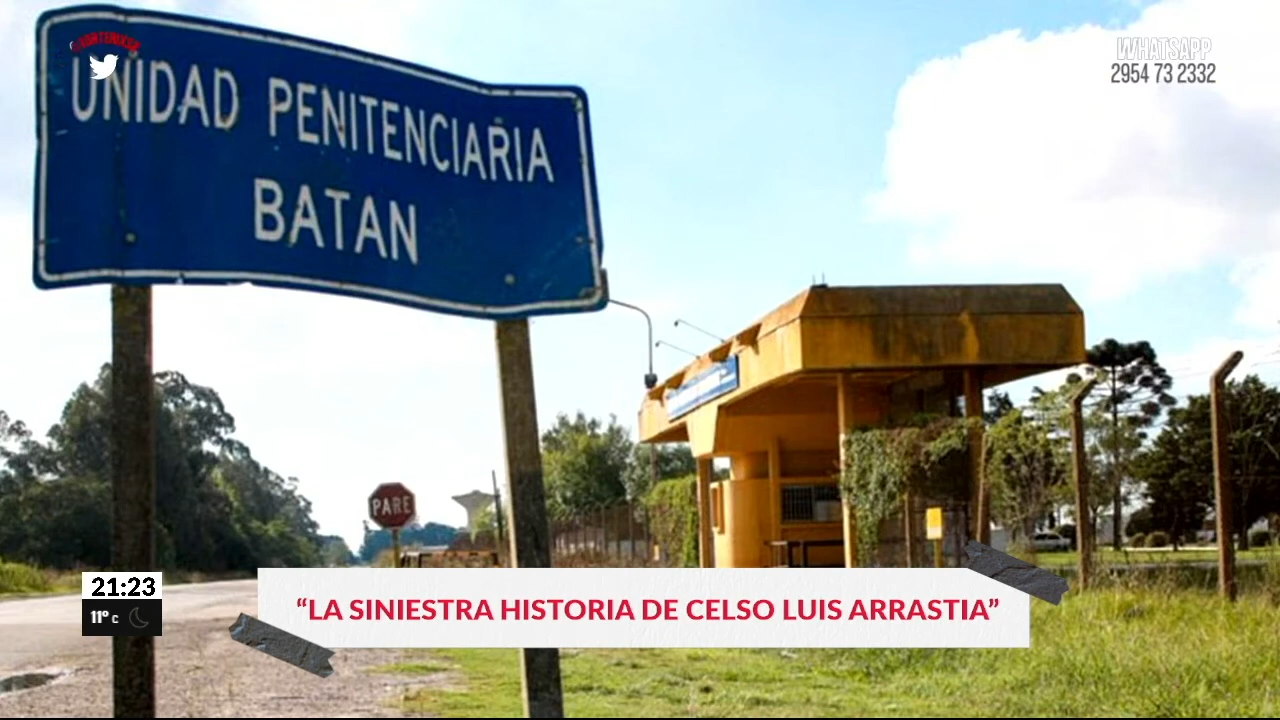 UNIDAD PENITENCIARIA
BATAN
WHATSAPP
2954 73 2332
PARE
21:23
11° c
“LA SINIESTRA HISTORIA DE CELSO LUIS ARRASTIA”